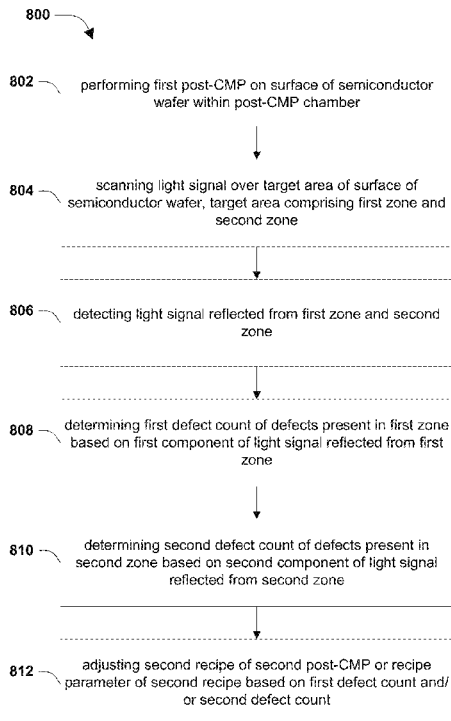 800
802
performing first post-CMP on surface of semiconductor
wafer within post-CMP chamber
804
scanning light signal over target area of surface of
semiconductor wafer, target area comprising first zone and
second zone
806
detecting light signal reflected from first zone and second
zone
808
determining first defect count of defects present in first zone
based on first component of light signal reflected from first
zone
810
determining second defect count of defects present in
second zone based on second component of light signal
reflected from second zone
812
adjusting second recipe of second post-CMP or recipe
parameter of second recipe based on first defect count and/
or second defect count